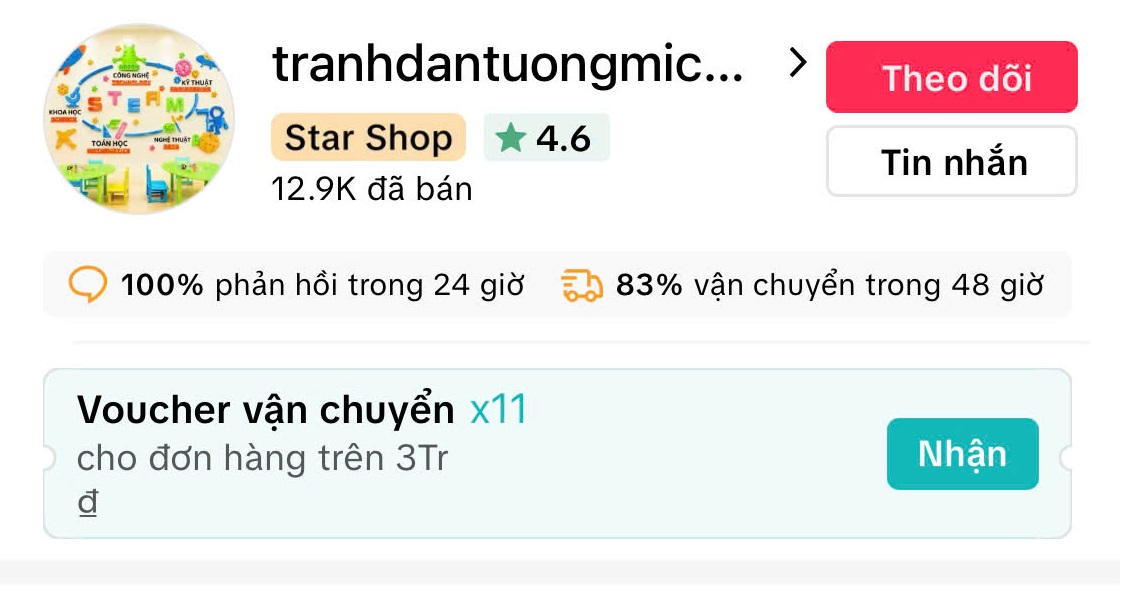 CÔNG NGHỆ
KỸ THUẬT
KHOA HỌC
STEAM
TOÁN HỌC
NGHỆ THUẬT
tranhdantuongmic...
Theo dõi
Star Shop
4.6
Tin nhắn
12.9K đã bán
100% phản hồi trong 24 giờ
83% vận chuyển trong 48 giờ
Voucher vận chuyển x11
cho đơn hàng trên 3Tr
₫
Nhận